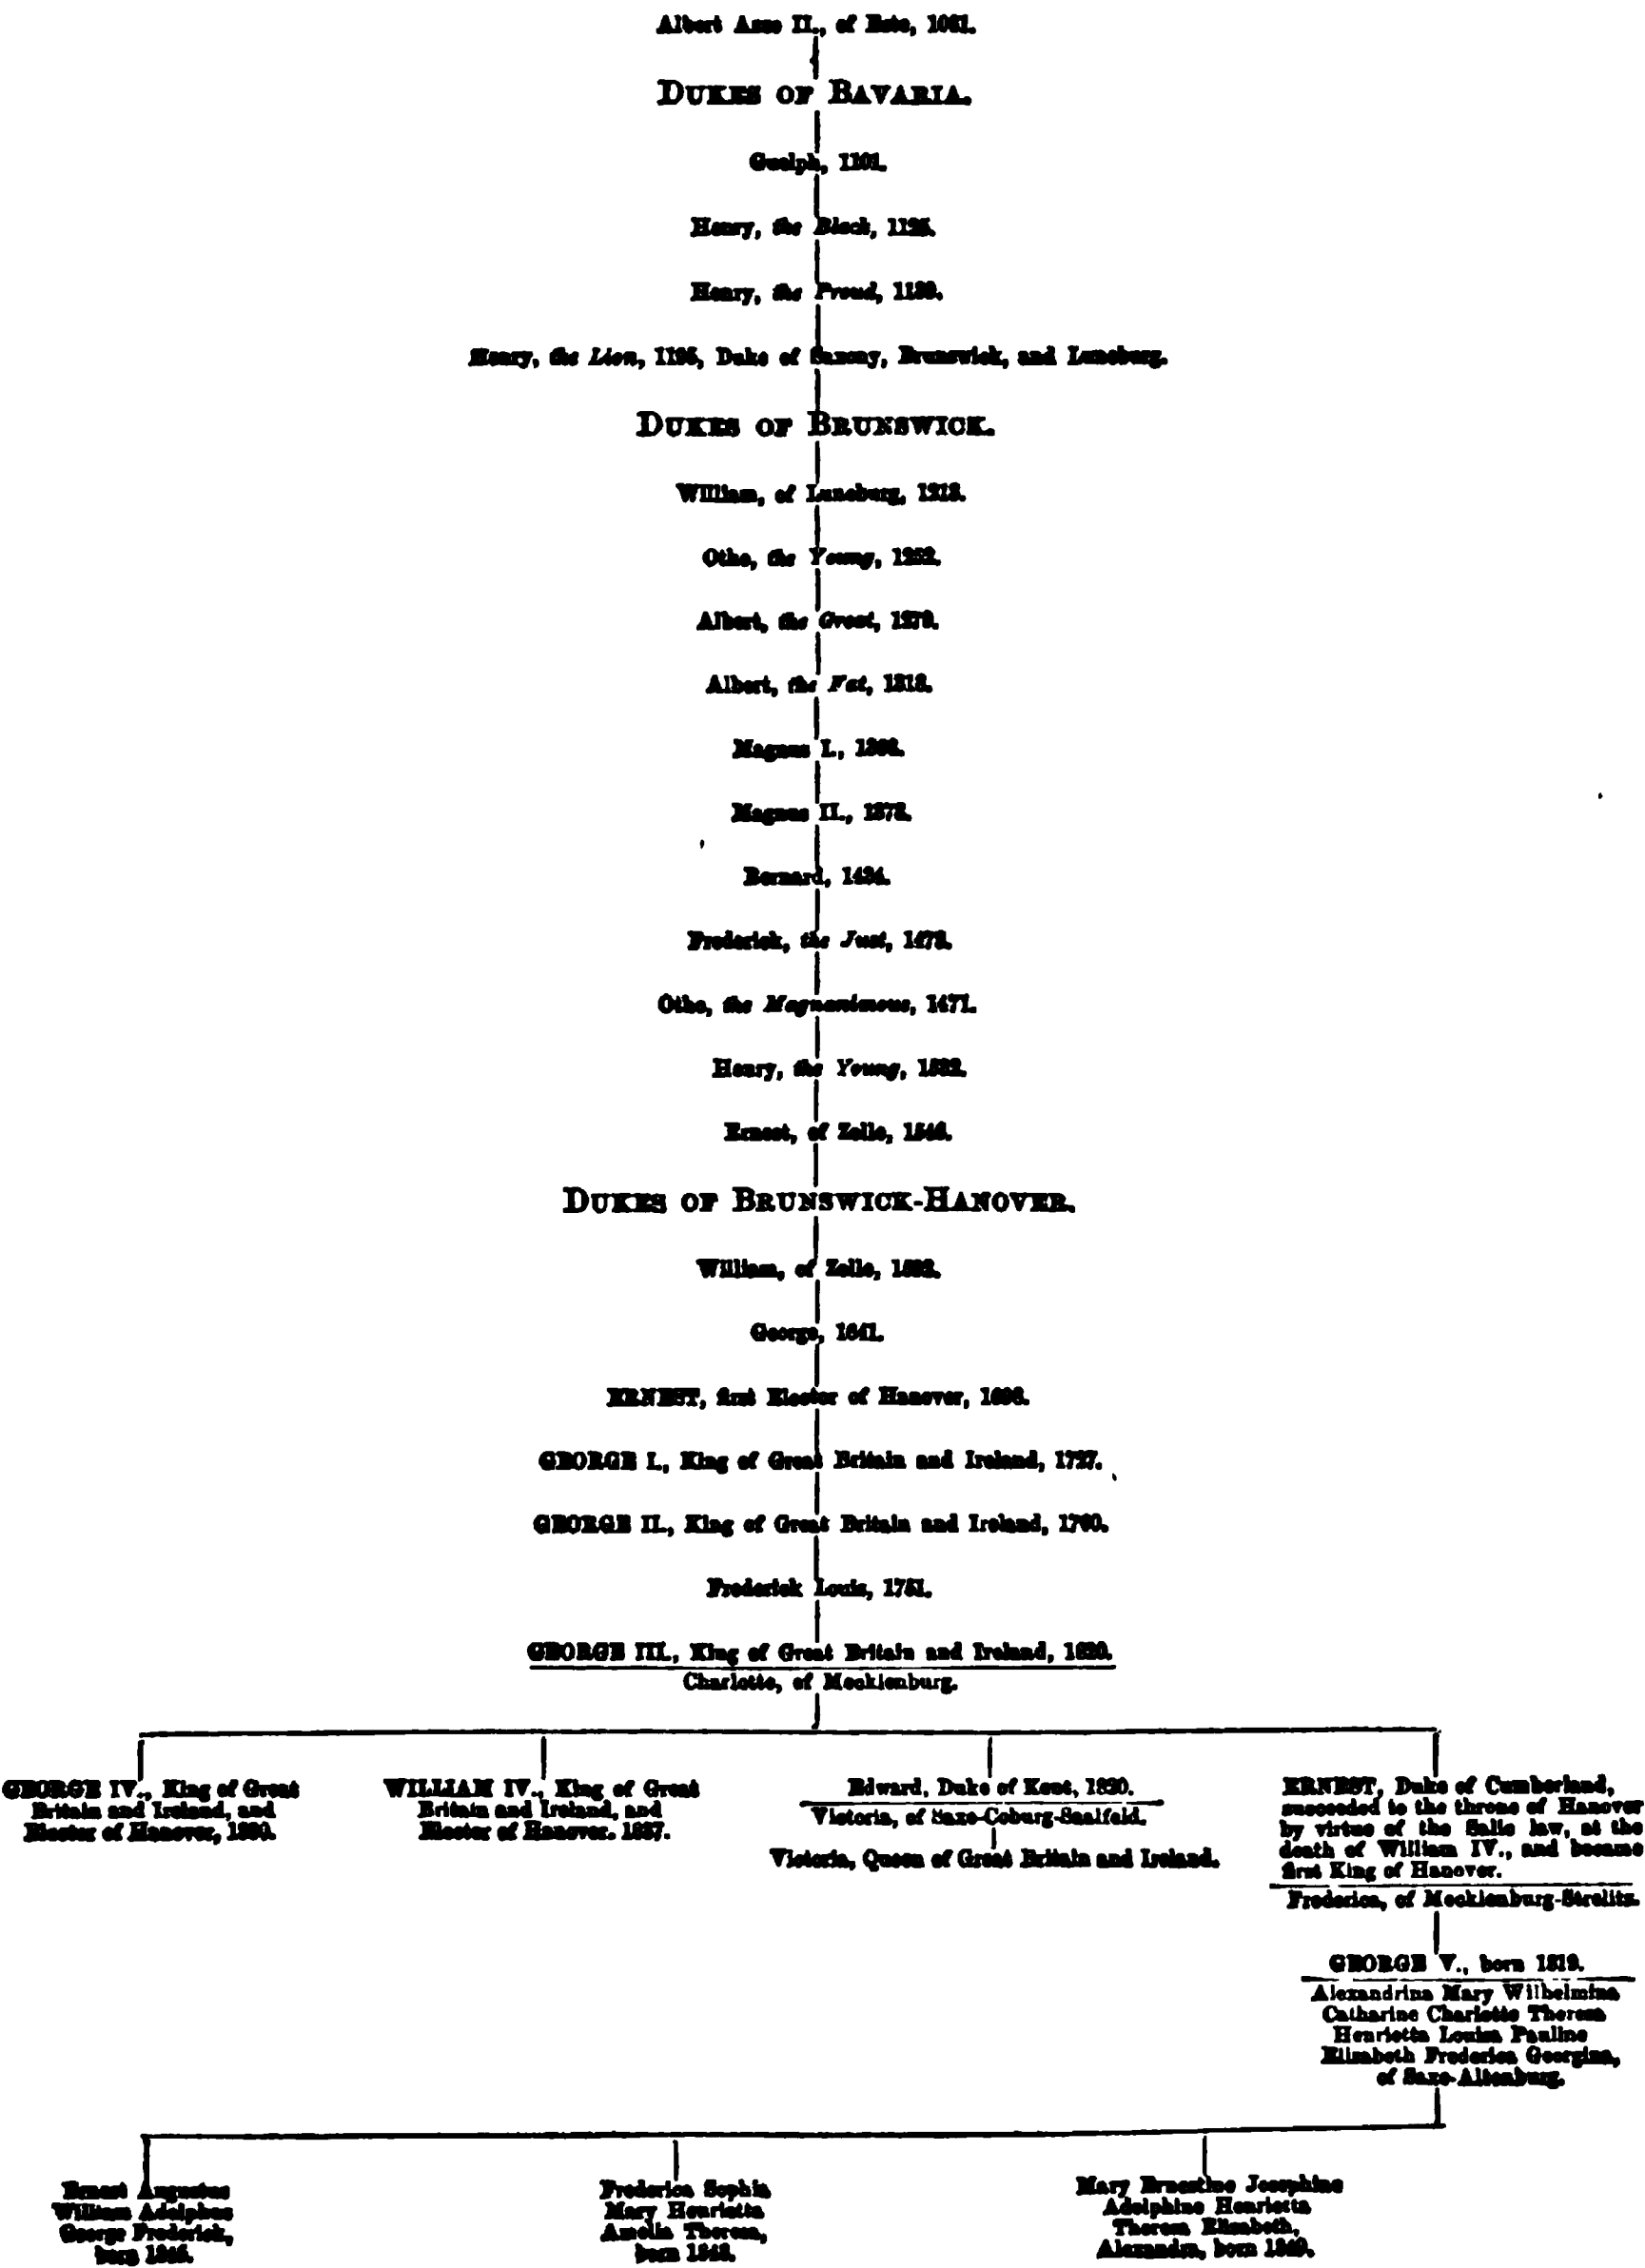 Albert Azzo II., of Este, 1061.
DUKES OF BAVARIA.
Guelph, 1101.
Henry, the Black, 1125.
Henry, the Proud, 1139.
Henry, the Lion, 1195, Duke of Saxony, Brunswick, and Luneburg.
DUKES OF BRUNSWICK.
William, of Luneburg, 1213.
Otho, the Young, 1252.
Albert, the Great, 1279.
Albert, the Fat, 1318.
Magnus I.,
Magnus II., 1373.
Bernard, 1434.
Frederick, the Just, 1478.
Otho, the Magnanimous, 1471.
Henry, the Young, 1532.
Ernest, of Zelle, 1546.
DUKES OF BRUNSWICK-HANOVER.
William, of Zelle, 1592.
George, 1641.
ERNEST, first Elector of Hanover, 1698.
GEORGE I., King of Great Britain and Ireland, 1727.
GEORGE II., King of Great Britain and Ireland, 1760.
Frederick Louis, 1751.
GEORGE III., King of Great Britain and Ireland, 1820.
Charlotte, of Mecklenburg.
GEORGE IV., King of Great
Britain and Ireland, and
Elector of Hanover, 1830.
WILLIAM IV., King of Great
Britain and Ireland, and
Elector of Hanover. 1837.
Edward, Duke of Kent, 1820.
Victoria, of Saxe-Coburg-Saalfeld.
Victoria, Queen of Great Britain and Ireland.
ERNEST, Duke of Cumberland,
succeeded to the throne of Hanover
by virtue of the Salic law, at the
death of William IV., and became
first King of Hanover.
Frederica, of Mecklenburg-Strelitz.
GEORGE V., born 1819.
Alexandrina Mary Wilhelmina
Catharine Charlotte Theresa
Henrietta Louisa Pauline
Elizabeth Frederica Georgina,
of Saxe-Altenburg.
Ernest Augustus
William Adolphus
George Frederick,
born 1845.
Frederica Sophia
Mary Henrietta
Amelia Theresa,
born 1848.
Mary Ernestine Josephine
Adolphine Henrietta
Theresa Elizabeth,
Alexandra, born 1849.